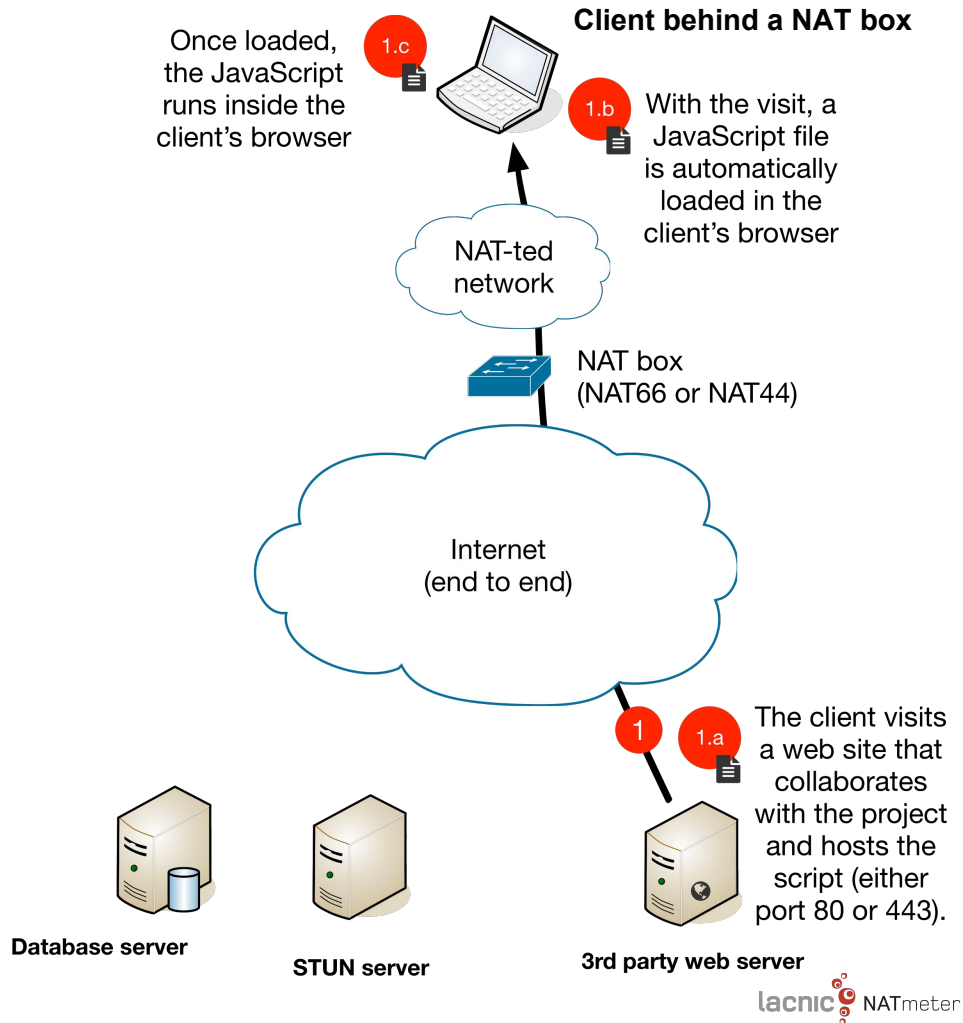 Client behind a NAT box
Once loaded,
the JavaScript
runs inside the
client’s browser
1.c
1.b
With the visit, a
JavaScript file
is automatically
loaded in the
client’s browser
NAT-ted
network
NAT box
(NAT66 or NAT44)
Internet
(end to end)
1
1.a
The client visits
a web site that
collaborates
with the project
and hosts the
script (either
port 80 or 443).
Database server
STUN server
3rd party web server
lacnic NATmeter